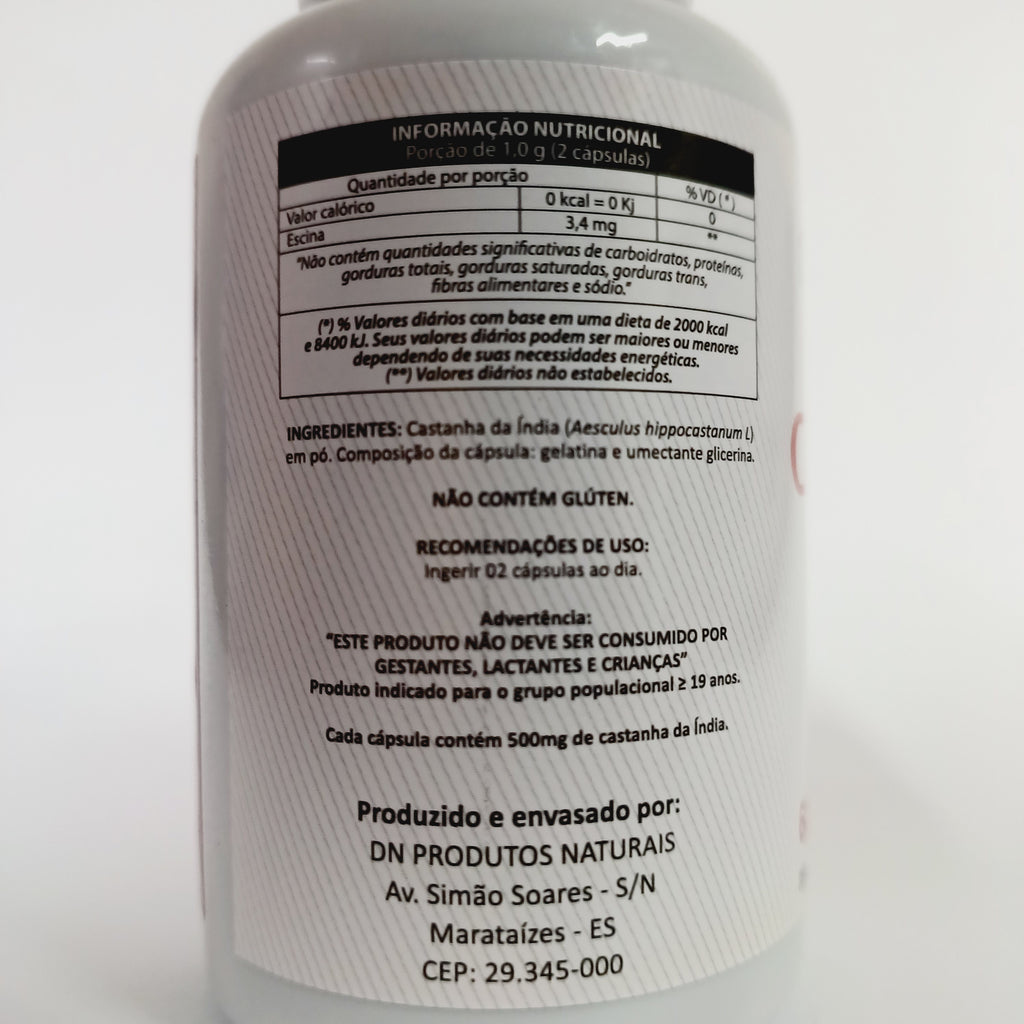 INFORMAÇÃO NUTRICIONAL
Porção de 1,0 g (2 cápsulas)
Quantidade por porção % VD (*)
Valor calórico 0 kcal = 0 Kj 0
Escina 3,4 mg **
"Não contém quantidades significativas de carboidratos, proteínas,
gorduras totais, gorduras saturadas, gorduras trans,
fibras alimentares e sódio."
(*) % Valores diários com base em uma dieta de 2000 kcal
e 8400 kJ. Seus valores diários podem ser maiores ou menores
dependendo de suas necessidades energéticas.
(**) Valores diários não estabelecidos.
INGREDIENTES: Castanha da Índia (Aesculus hippocastanum L)
em pó. Composição da cápsula: gelatina e umectante glicerina.
NÃO CONTÉM GLÚTEN.
RECOMENDAÇÕES DE USO:
Ingerir 02 cápsulas ao dia.
Advertência:
"ESTE PRODUTO NÃO DEVE SER CONSUMIDO POR
GESTANTES, LACTANTES E CRIANÇAS"
Produto indicado para o grupo populacional ≥ 19 anos.
Cada cápsula contém 500mg de castanha da Índia.
Produzido e envasado por:
DN PRODUTOS NATURAIS
Av. Simão Soares - S/N
Marataízes - ES
CEP: 29.345-000